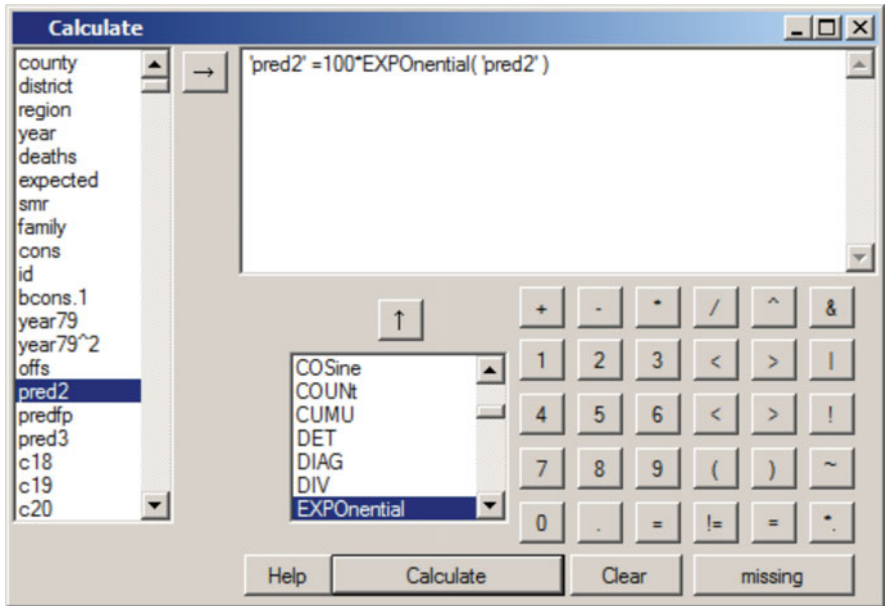 Calculate
county
district
region
year
deaths
expected
smr
family
cons
id
bcons.1
year79
year79^2
offs
pred2
predfp
pred3
c18
c19
c20
→
'pred2' =100*EXPOnential( 'pred2' )
↑
COSine
COUNt
CUMU
DET
DIAG
DIV
EXPOnential
+ - * / ^ &
1 2 3 < > |
4 5 6 < > !
7 8 9 ( ) ~
0 . = != = *.
Help Calculate Clear missing